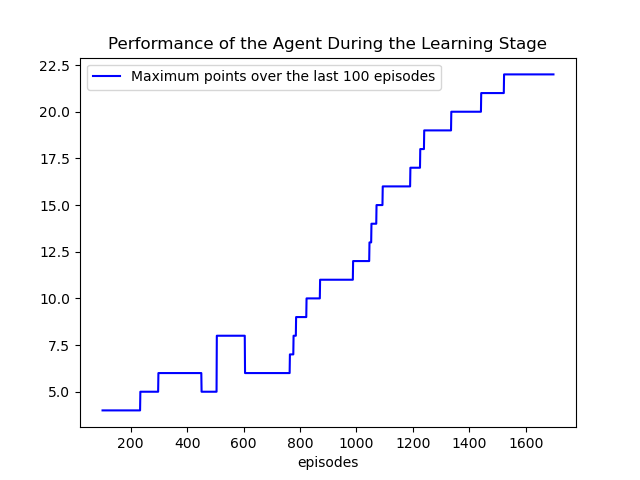 Performance of the Agent During the Learning Stage
Maximum points over the last 100 episodes
22.5
20.0
17.5
15.0
12.5
10.0
7.5
5.0
200 400 600 800 1000 1200 1400 1600
episodes